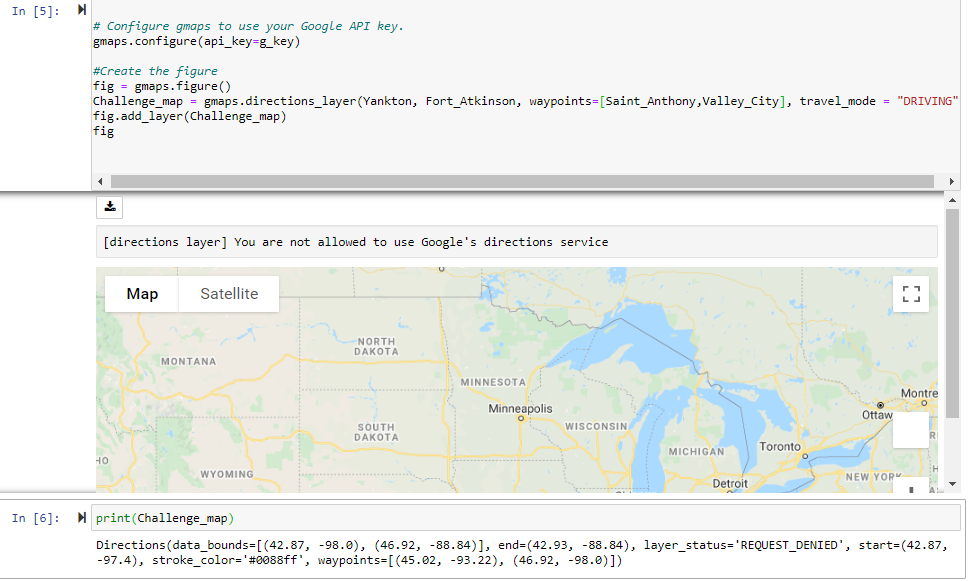 In [5]:
# Configure gmaps to use your Google API key.
gmaps.configure(api_key=g_key)
#Create the figure
fig = gmaps.figure()
Challenge_map = gmaps.directions_layer(Yankton, Fort_Atkinson, waypoints=[Saint_Anthony,Valley_City], travel_mode = "DRIVING"
fig.add_layer(Challenge_map)
fig
[directions layer] You are not allowed to use Google's directions service
Map
Satellite
NORTH
DAKOTA
MONTANA
MINNESOTA
Montre
Minneapolis
Ottaw
WISCONSIN
SOUTH
DAKOTA
MICHIGAN
Toronto
HO
WYOMING
Detroit
NEW YORK
In [6]:
print(Challenge_map)
Directions(data_bounds=[(42.87, -98.0), (46.92, -88.84)], end=(42.93, -88.84), layer_status='REQUEST_DENIED', start=(42.87,
-97.4), stroke_color='#0088ff', waypoints=[(45.02, -93.22), (46.92, -98.0)])